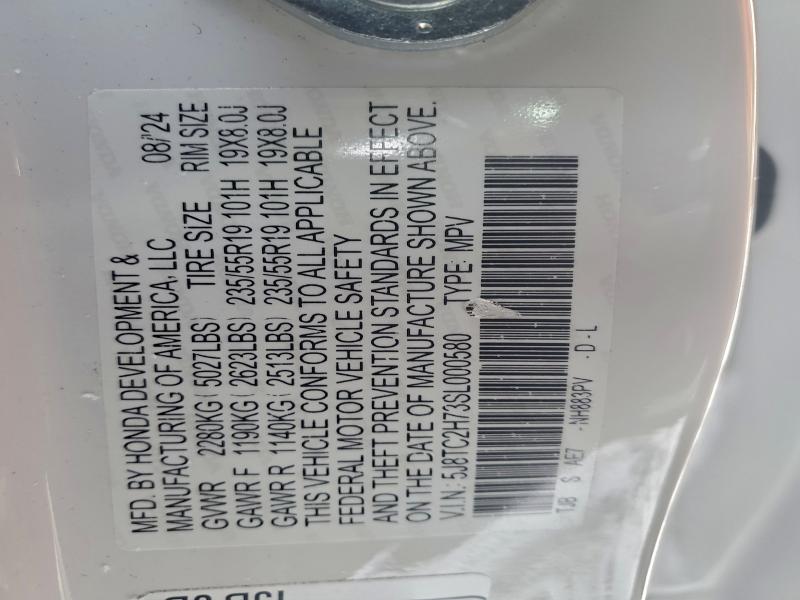 MFD. BY HONDA DEVELOPMENT &
MANUFACTURING OF AMERICA, LLC 08/'24
GVWR 2280KG (5027LBS) TIRE SIZE RIM SIZE
GAWR F 1190KG (2623LBS) 235/55R19 101H 19X8.0J
GAWR R 1140KG (2513LBS) 235/55R19 101H 19X8.0J
THIS VEHICLE CONFORMS TO ALL APPLICABLE
FEDERAL MOTOR VEHICLE SAFETY
AND THEFT PREVENTION STANDARDS IN EFFECT
ON THE DATE OF MANUFACTURE SHOWN ABOVE.
V.I.N.: 5J8TC2H73SL000580 TYPE: MPV
TJB S AE7 -NH883PV -D-L